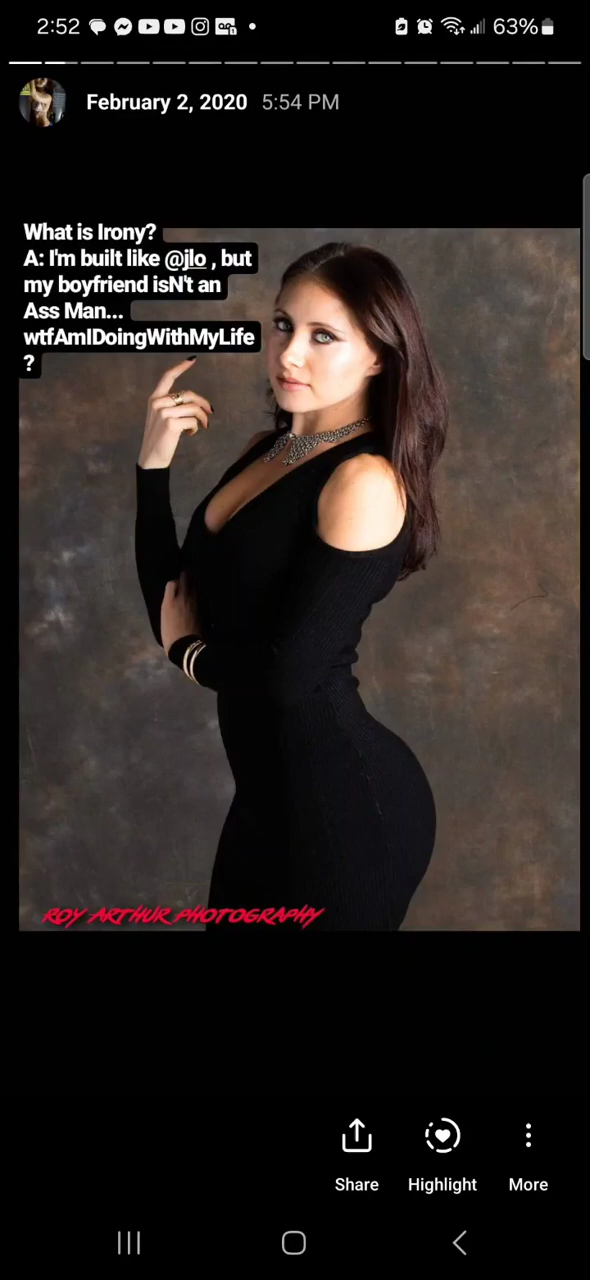 2:52
63%
February 2, 2020 5:54 PM
What is Irony?
A: I'm built like @jlo , but
my boyfriend isN't an
Ass Man...
wtfAmIDoingWithMyLife
?
ROY ARTHUR PHOTOGRAPHY
Share Highlight More